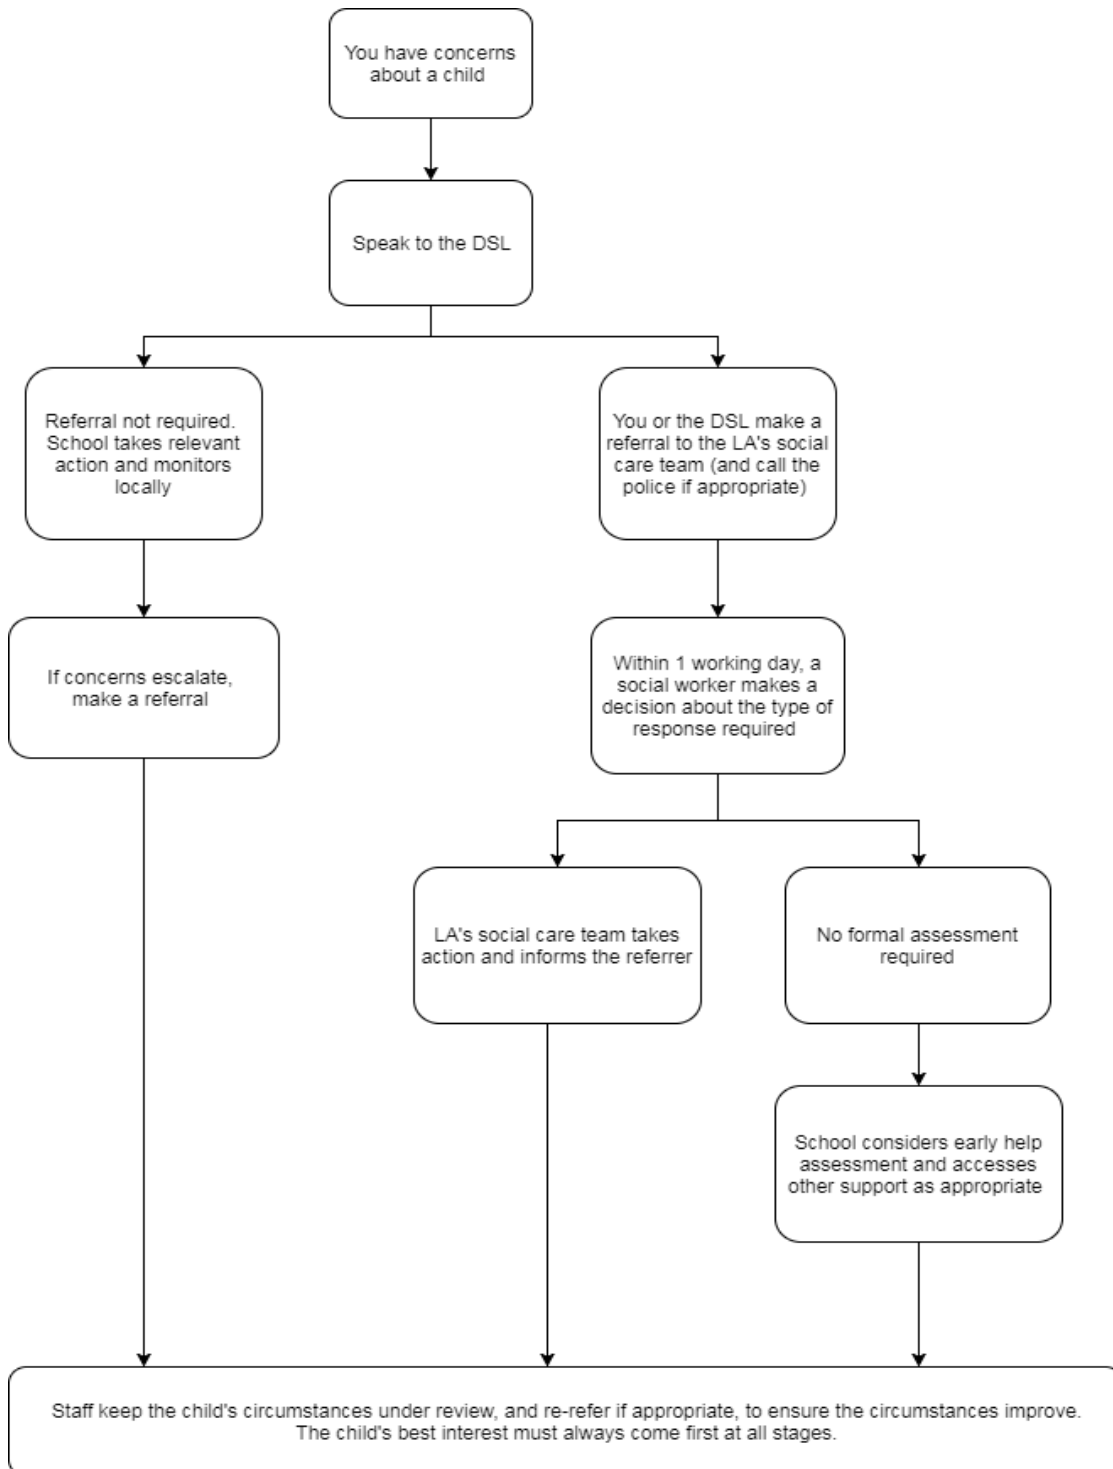 You have concerns
about a child
Speak to the DSL
Referral not required.
School takes relevant
action and monitors
locally
You or the DSL make a
referral to the LA's social
care team (and call the
police if appropriate)
If concerns escalate,
make a referral
Within 1 working day, a
social worker makes a
decision about the type of
response required
LA's social care team takes
action and informs the referrer
No formal assessment
required
School considers early help
assessment and accesses
other support as appropriate
Staff keep the child's circumstances under review, and re-refer if appropriate, to ensure the circumstances improve.
The child's best interest must always come first at all stages.